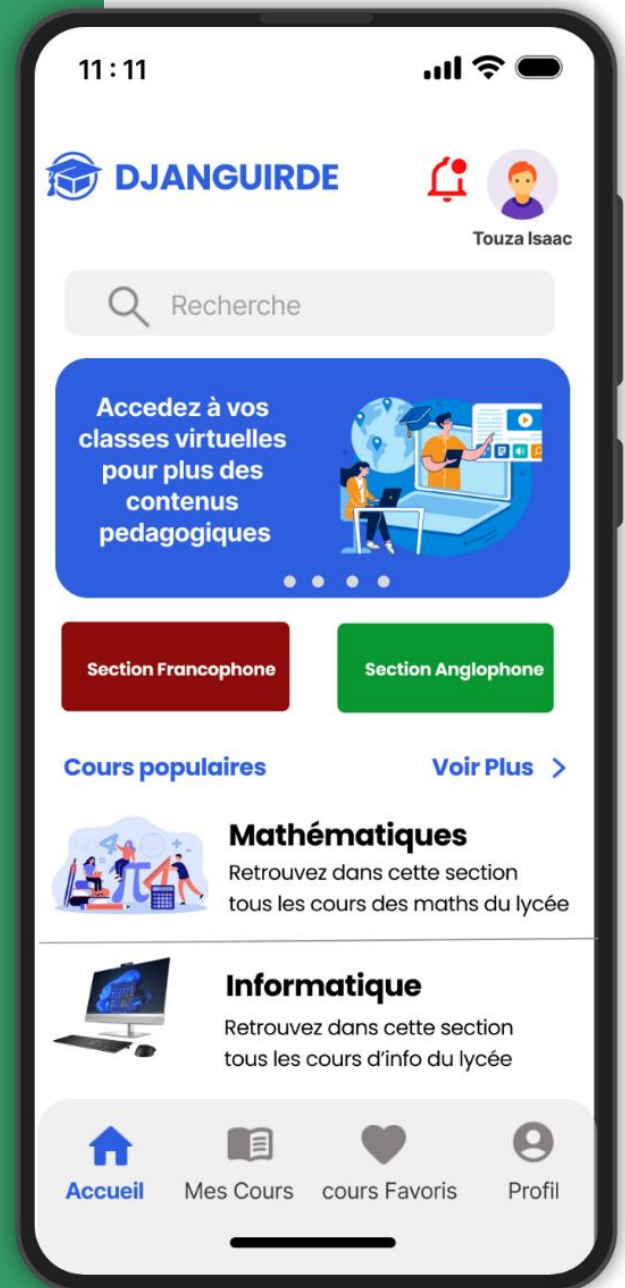 11:11
DJANGUIRDE
Touza Isaac
Recherche
Accedez à vos
classes virtuelles
pour plus des
contenus
pedagogiques
Section Francophone
Section Anglophone
Cours populaires
Voir Plus >
Mathématiques
Retrouvez dans cette section
tous les cours des maths du lycée
Informatique
Retrouvez dans cette section
tous les cours d'info du lycée
Accueil
Mes Cours
cours Favoris
Profil